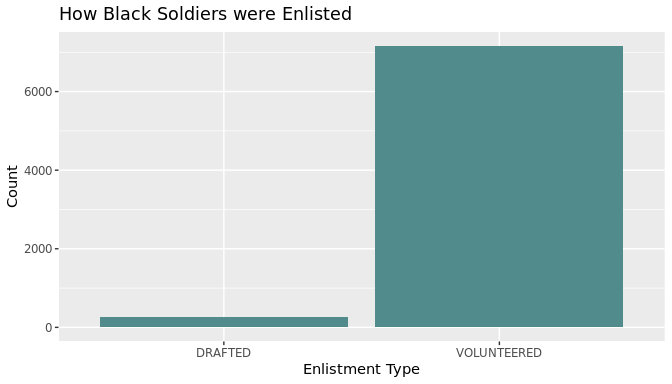 How Black Soldiers were Enlisted
6000
4000
2000
0
Count
DRAFTED
VOLUNTEERED
Enlistment Type